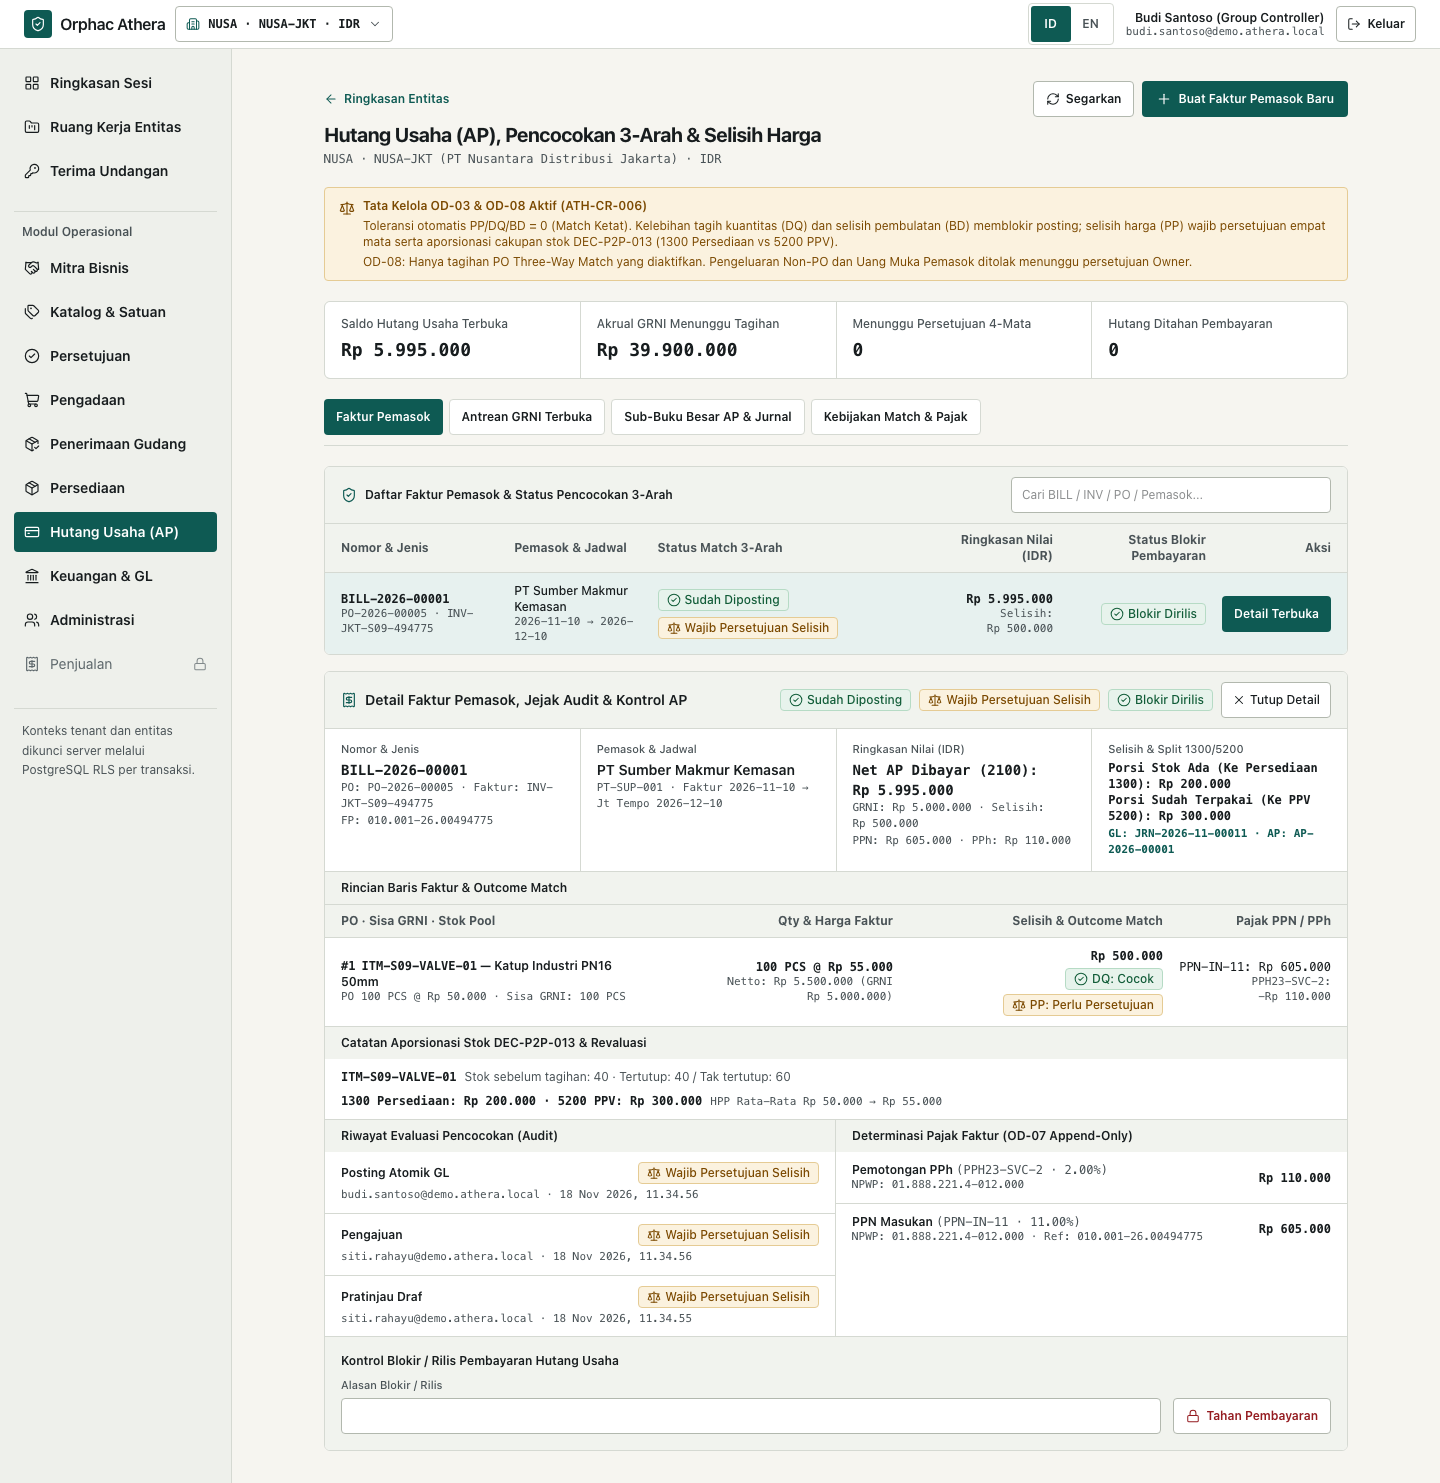 Orphac Athera
NUSA · NUSA-JKT · IDR
ID
EN
Budi Santoso (Group Controller)
budi.santoso@demo.athera.local
Keluar
Ringkasan Sesi
Ruang Kerja Entitas
Terima Undangan
Modul Operasional
Mitra Bisnis
Katalog & Satuan
Persetujuan
Pengadaan
Penerimaan Gudang
Persediaan
Hutang Usaha (AP)
Keuangan & GL
Administrasi
Penjualan
Konteks tenant dan entitas
dikunci server melalui
PostgreSQL RLS per transaksi.
Ringkasan Entitas
Segarkan
Buat Faktur Pemasok Baru
Hutang Usaha (AP), Pencocokan 3-Arah & Selisih Harga
NUSA · NUSA-JKT (PT Nusantara Distribusi Jakarta) · IDR
Tata Kelola OD-03 & OD-08 Aktif (ATH-CR-006)
Toleransi otomatis PP/DQ/BD = 0 (Match Ketat). Kelebihan tagih kuantitas (DQ) dan selisih pembulatan (BD) memblokir posting; selisih harga (PP) wajib persetujuan empat
mata serta aporsionasi cakupan stok DEC-P2P-013 (1300 Persediaan vs 5200 PPV).
OD-08: Hanya tagihan PO Three-Way Match yang diaktifkan. Pengeluaran Non-PO dan Uang Muka Pemasok ditolak menunggu persetujuan Owner.
Saldo Hutang Usaha Terbuka
Rp 5.995.000
Akrual GRNI Menunggu Tagihan
Rp 39.900.000
Menunggu Persetujuan 4-Mata
0
Hutang Ditahan Pembayaran
0
Faktur Pemasok
Antrean GRNI Terbuka
Sub-Buku Besar AP & Jurnal
Kebijakan Match & Pajak
Daftar Faktur Pemasok & Status Pencocokan 3-Arah
Cari BILL / INV / PO / Pemasok...
Nomor & Jenis
Pemasok & Jadwal
Status Match 3-Arah
Ringkasan Nilai
(IDR)
Status Blokir
Pembayaran
Aksi
BILL-2026-00001
PO-2026-00005 · INV-
JKT-S09-494775
PT Sumber Makmur
Kemasan
2026-11-10 → 2026-
12-10
Sudah Diposting
Wajib Persetujuan Selisih
Rp 5.995.000
Selisih:
Rp 500.000
Blokir Dirilis
Detail Terbuka
Detail Faktur Pemasok, Jejak Audit & Kontrol AP
Sudah Diposting
Wajib Persetujuan Selisih
Blokir Dirilis
Tutup Detail
Nomor & Jenis
BILL-2026-00001
PO: PO-2026-00005 · Faktur: INV-
JKT-S09-494775
FP: 010.001-26.00494775
Pemasok & Jadwal
PT Sumber Makmur Kemasan
PT-SUP-001 · Faktur 2026-11-10 →
Jt Tempo 2026-12-10
Ringkasan Nilai (IDR)
Net AP Dibayar (2100):
Rp 5.995.000
GRNI: Rp 5.000.000 · Selisih:
Rp 500.000
PPN: Rp 605.000 · PPh: Rp 110.000
Selisih & Split 1300/5200
Porsi Stok Ada (Ke Persediaan
1300): Rp 200.000
Porsi Sudah Terpakai (Ke PPV
5200): Rp 300.000
GL: JRN-2026-11-00011 · AP: AP-
2026-00001
Rincian Baris Faktur & Outcome Match
PO · Sisa GRNI · Stok Pool
Qty & Harga Faktur
Selisih & Outcome Match
Pajak PPN / PPh
#1 ITM-S09-VALVE-01 — Katup Industri PN16
50mm
PO 100 PCS @ Rp 50.000 · Sisa GRNI: 100 PCS
100 PCS @ Rp 55.000
Netto: Rp 5.500.000 (GRNI
Rp 5.000.000)
Rp 500.000
DQ: Cocok
PP: Perlu Persetujuan
PPN-IN-11: Rp 605.000
PPH23-SVC-2:
-Rp 110.000
Catatan Aporsionasi Stok DEC-P2P-013 & Revaluasi
ITM-S09-VALVE-01 Stok sebelum tagihan: 40 · Tertutup: 40 / Tak tertutup: 60
1300 Persediaan: Rp 200.000 · 5200 PPV: Rp 300.000 HPP Rata-Rata Rp 50.000 → Rp 55.000
Riwayat Evaluasi Pencocokan (Audit)
Posting Atomik GL
Wajib Persetujuan Selisih
budi.santoso@demo.athera.local · 18 Nov 2026, 11.34.56
Pengajuan
Wajib Persetujuan Selisih
siti.rahayu@demo.athera.local · 18 Nov 2026, 11.34.56
Pratinjau Draf
Wajib Persetujuan Selisih
siti.rahayu@demo.athera.local · 18 Nov 2026, 11.34.55
Determinasi Pajak Faktur (OD-07 Append-Only)
Pemotongan PPh (PPH23-SVC-2 · 2.00%)
NPWP: 01.888.221.4-012.000
Rp 110.000
PPN Masukan (PPN-IN-11 · 11.00%)
NPWP: 01.888.221.4-012.000 · Ref: 010.001-26.00494775
Rp 605.000
Kontrol Blokir / Rilis Pembayaran Hutang Usaha
Alasan Blokir / Rilis
Tahan Pembayaran